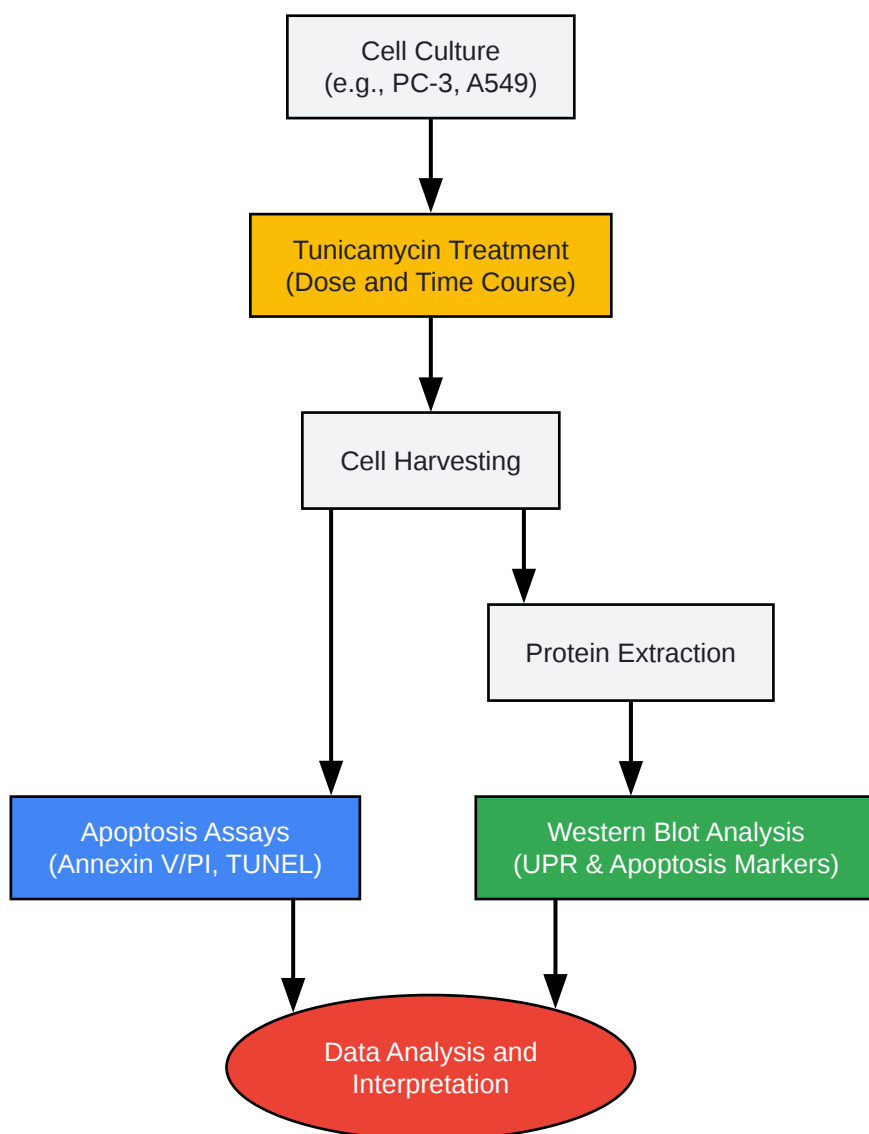 Cell Culture
(e.g., PC-3, A549)
Tunicamycin Treatment
(Dose and Time Course)
Cell Harvesting
Protein Extraction
Apoptosis Assays
(Annexin V/PI, TUNEL)
Western Blot Analysis
(UPR & Apoptosis Markers)
Data Analysis and
Interpretation